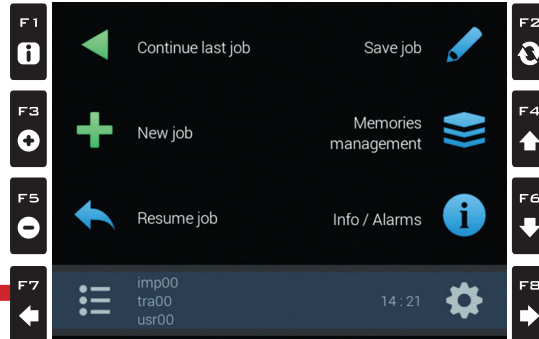 F1
F2
Continue last job
Save job
F3
F4
New job
Memories
management
F5
F6
Resume job
Info / Alarms
F7
F8
imp00
tra00
usr00
14 : 21